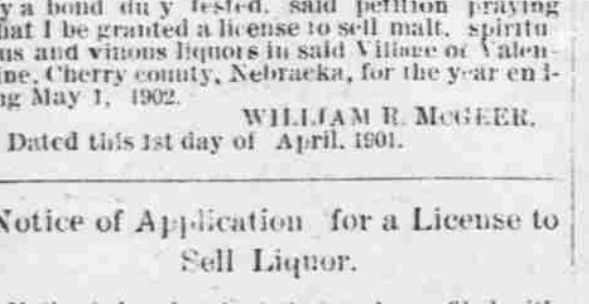 y a bond du y tested. said petition praying
hat I be granted a license to sell malt, spiritu
us and vinous liquors in said Village of Valen-
ine, Cherry county, Nebraska, for the year en i-
ng May 1, 1902.
WILLIAM R. McGEER.
Dated this 1st day of April. 1901.
Notice of Application for a License to
Sell Liquor.